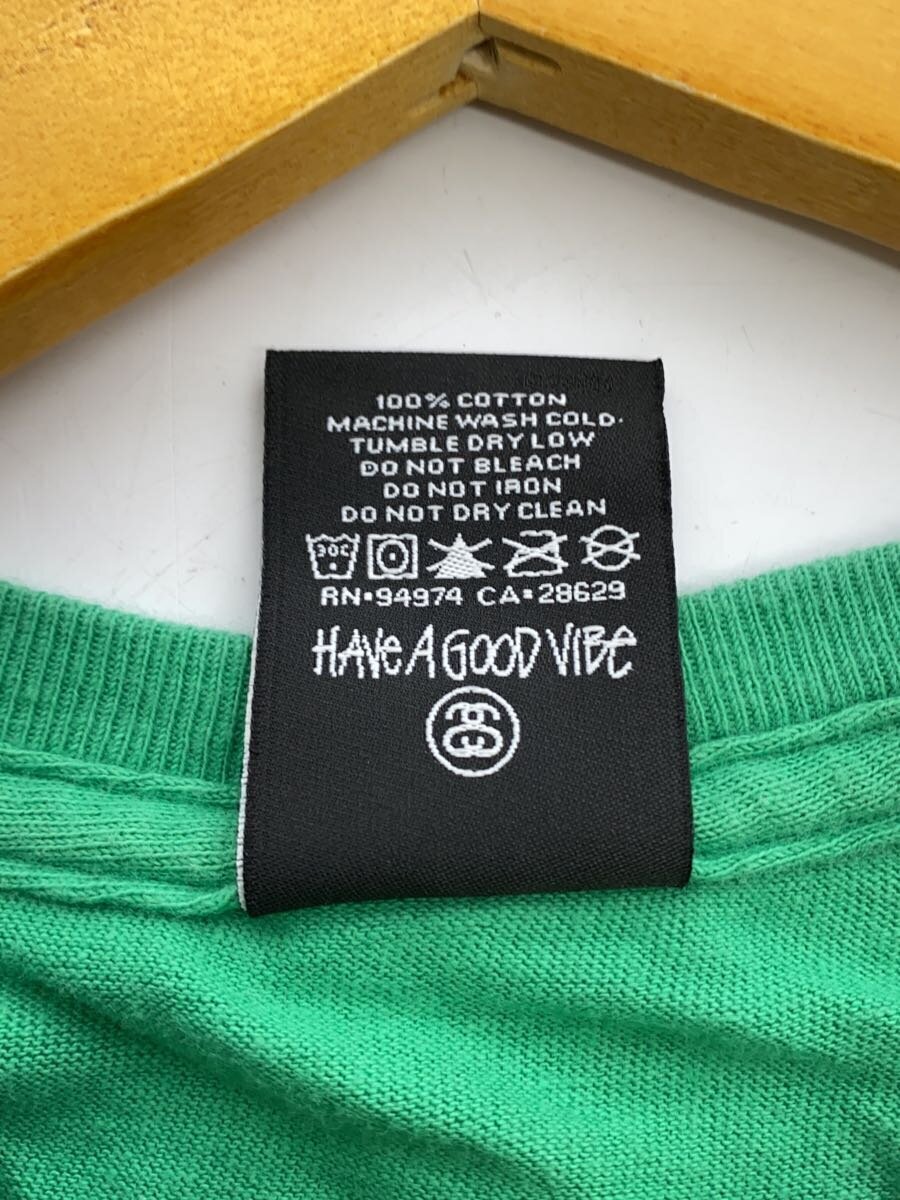 100% COTTON
MACHINE WASH COLD.
TUMBLE DRY LOW
DO NOT BLEACH
DO NOT IRON
DO NOT DRY CLEAN
30C
RN•94974 CA•28629
HAVE A GOOD VIBE